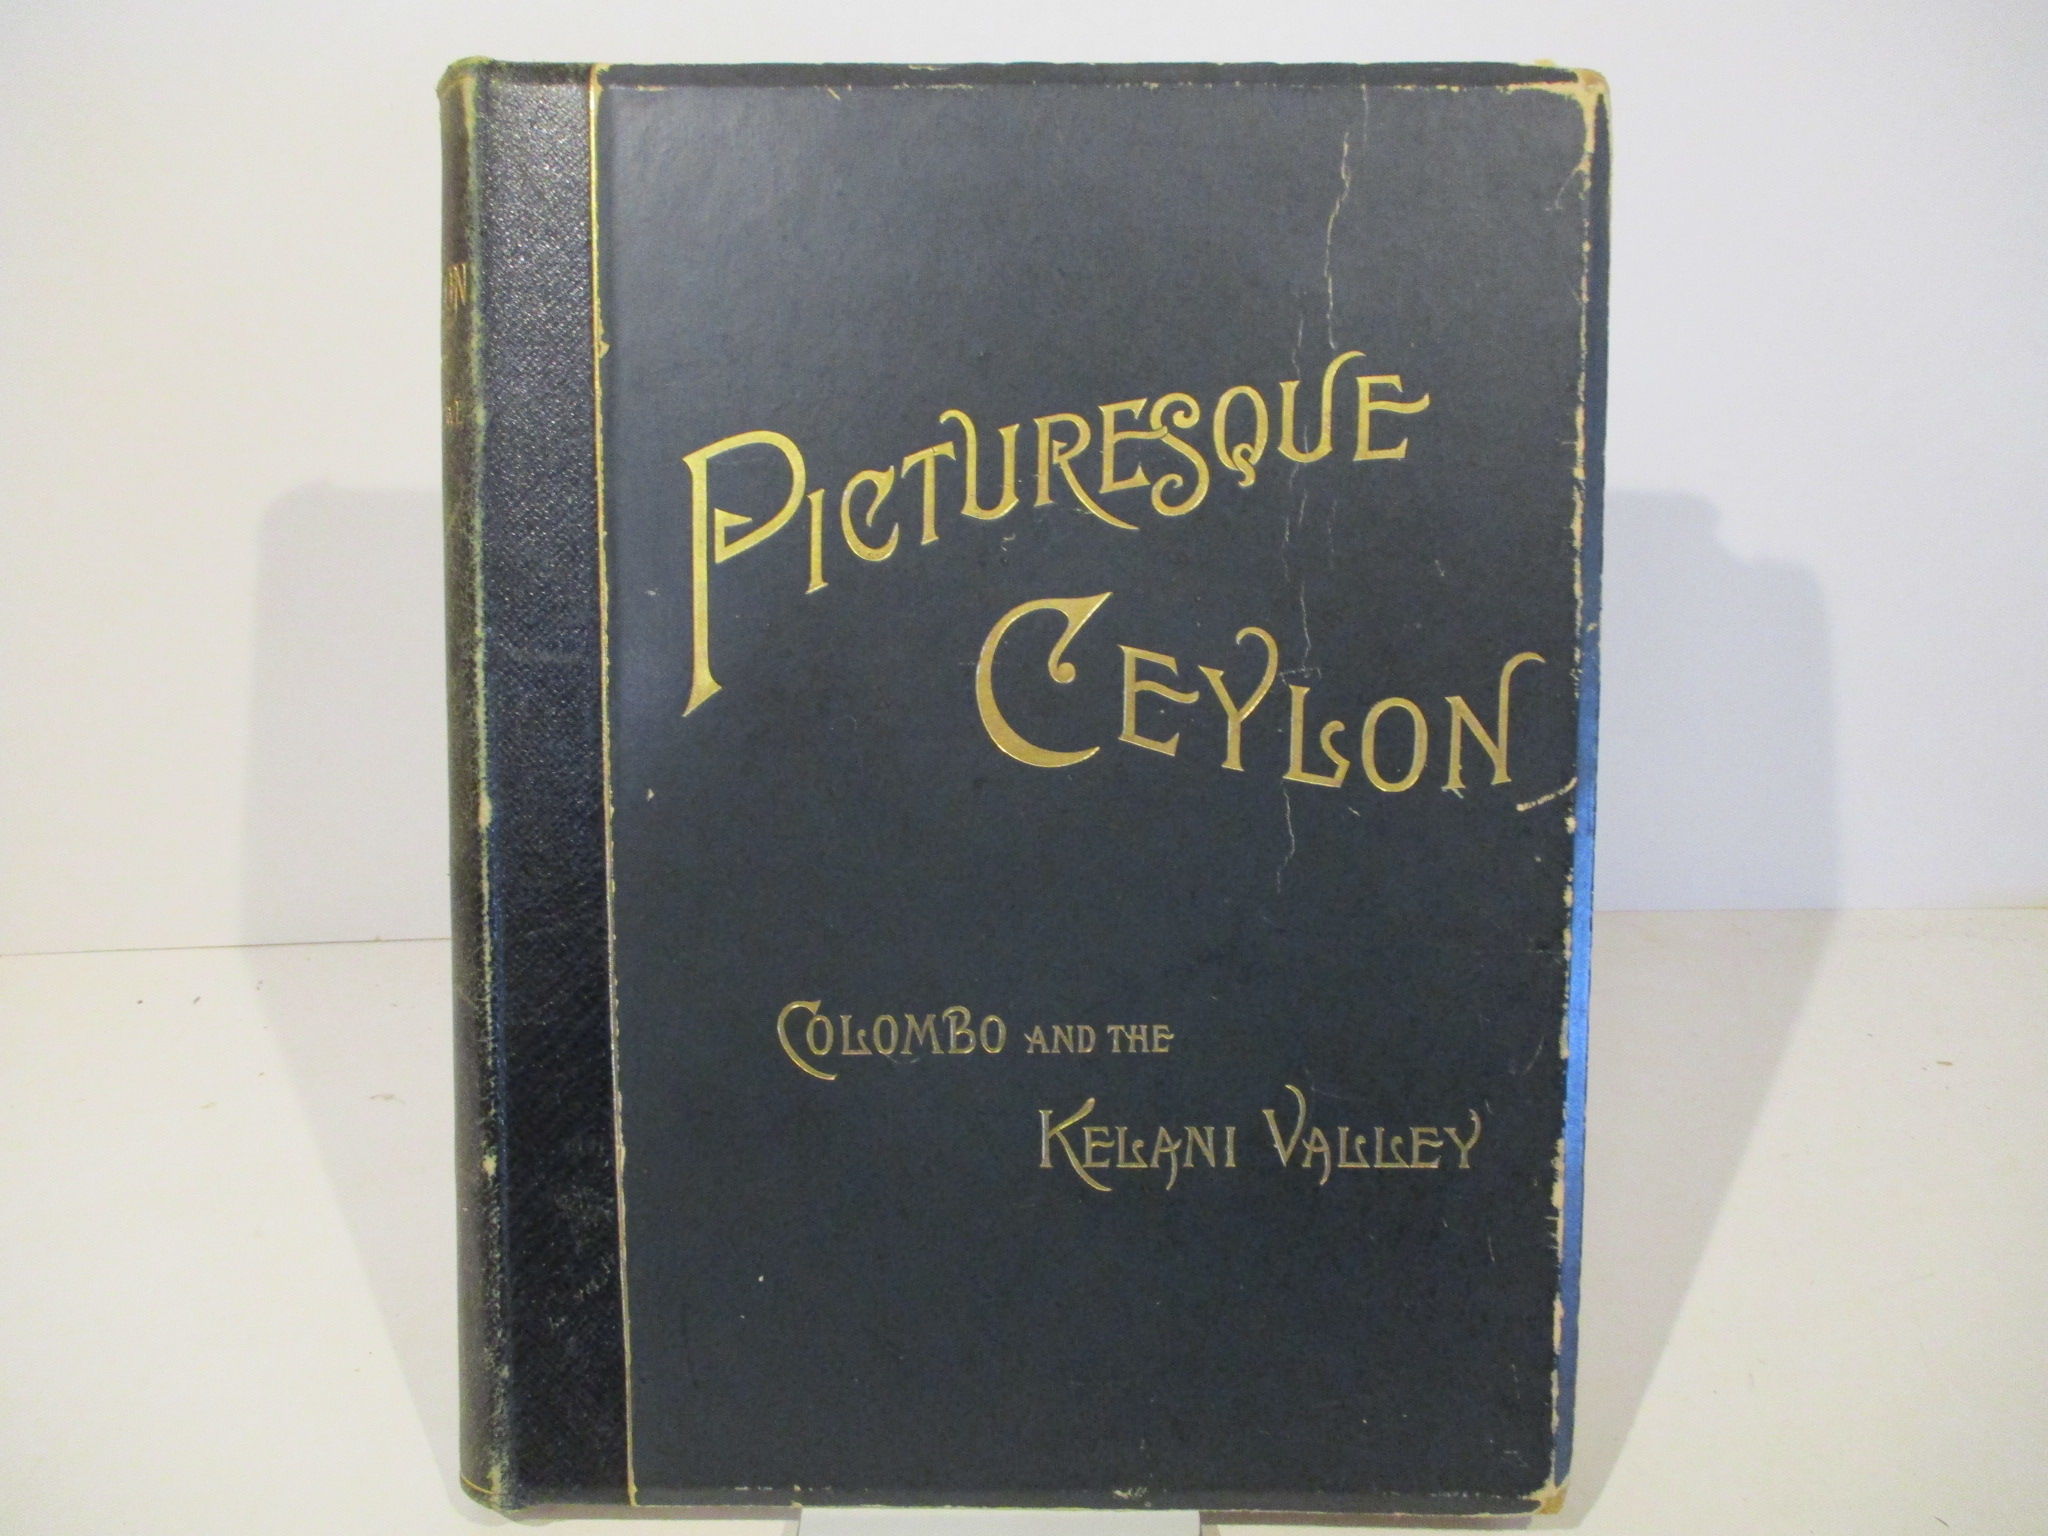 PICTURESQUE
CEYLON
COLOMBO AND THE
KELANI VALLEY